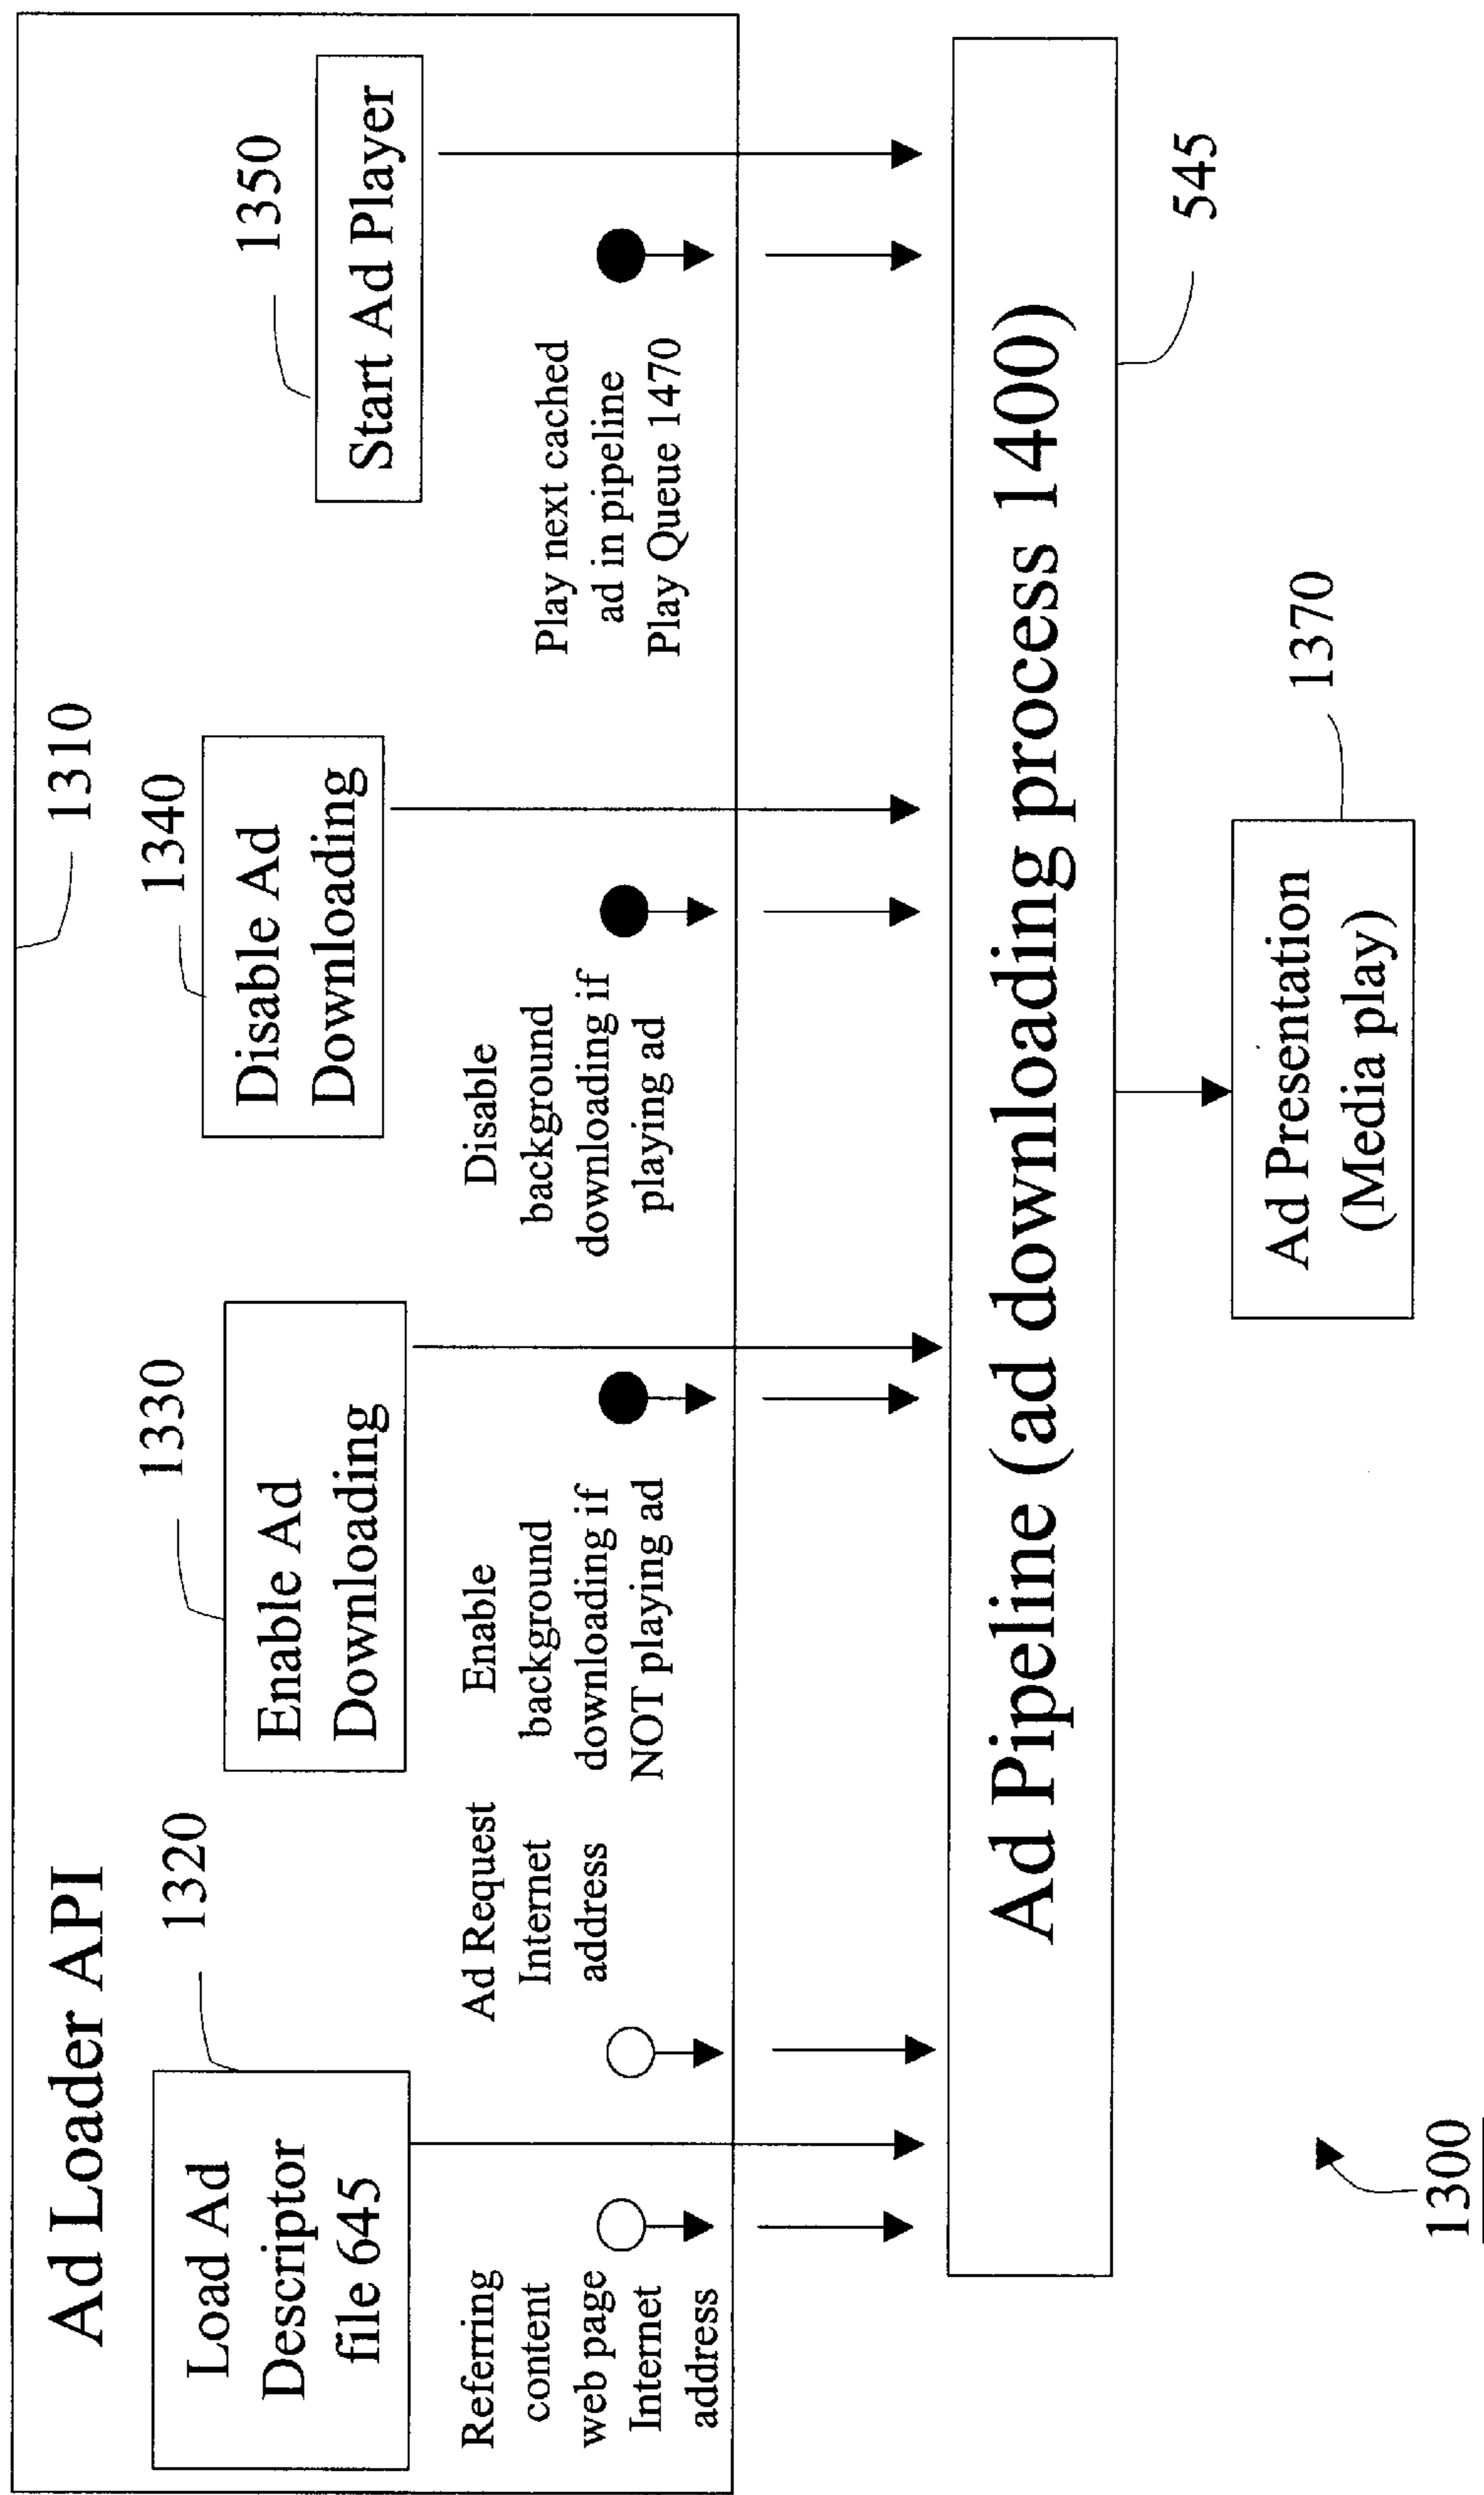 1310
Ad Loader API
1320
Load Ad
Descriptor
file 645
1330
Enable Ad
Downloading
1340
Disable Ad
Downloading
1350
Start Ad Player
Referring
content
web page
Internet
address
Ad Request
Internet
address
Enable
background
downloading if
NOT playing ad
Disable
background
downloading if
playing ad
Play next cached
ad in pipeline
Play Queue 1470
Ad Pipeline (ad downloading process 1400)
545
Ad Presentation
(Media play)
1370
1300